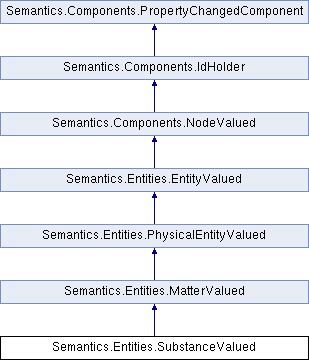 Semantics.Components.PropertyChangedComponent
Semantics.Components.IdHolder
Semantics.Components.NodeValued
Semantics.Entities.EntityValued
Semantics.Entities.PhysicalEntityValued
Semantics.Entities.MatterValued
Semantics.Entities.SubstanceValued